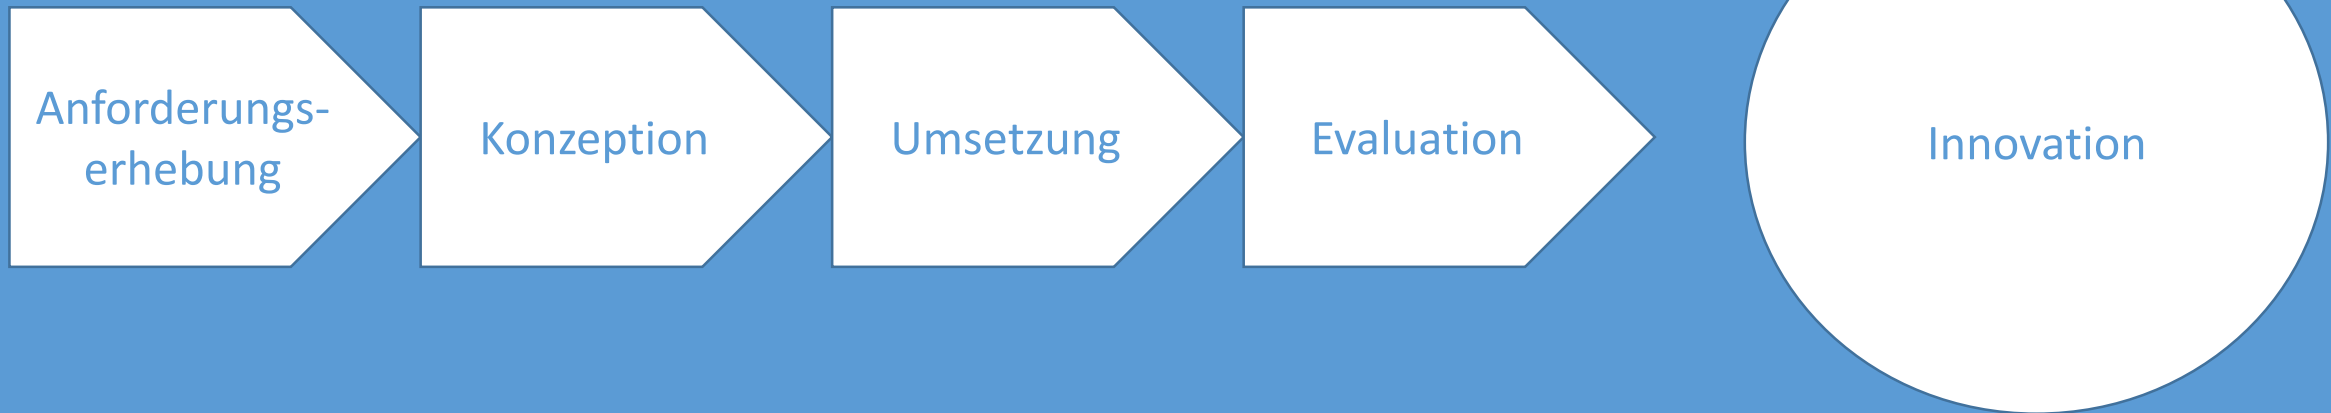 Anforderungs-
erhebung
Konzeption
Umsetzung
Evaluation
Innovation